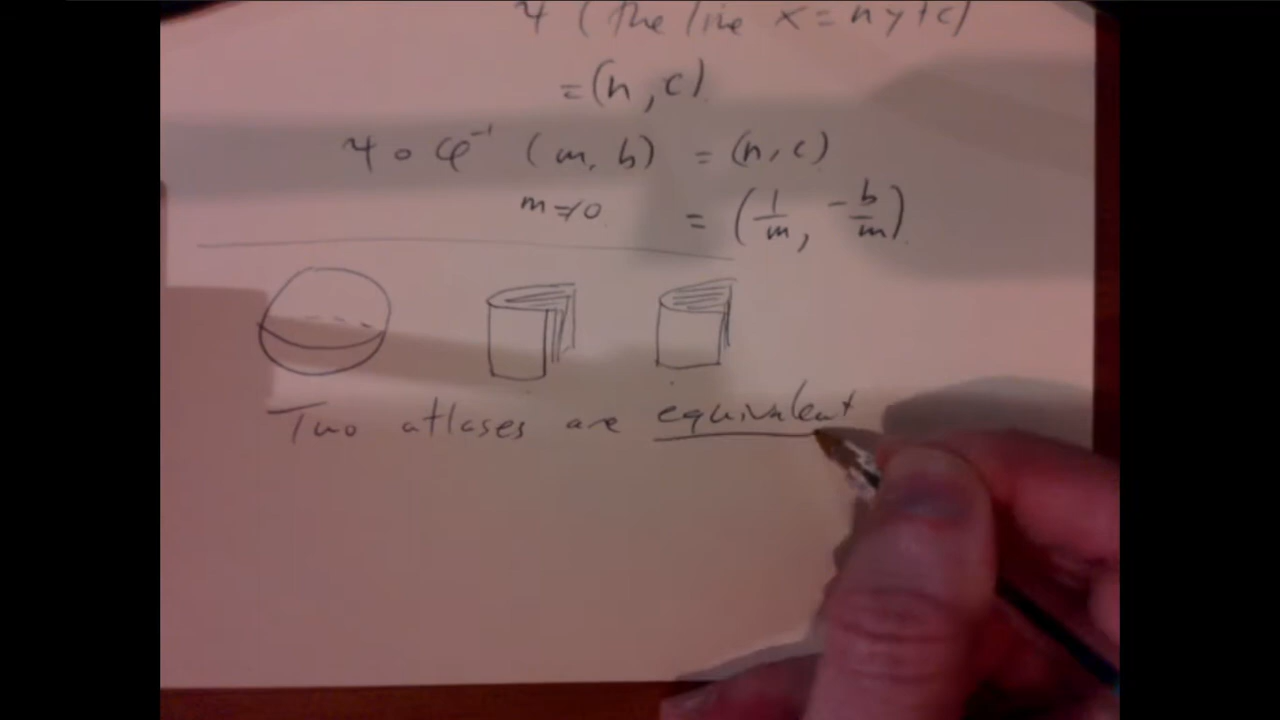 ψ (the line x = ny + c)
= (n, c)
ψ ∘ φ⁻¹ (m, b) = (n, c)
m ≠ 0 = (1/m, -b/m)
Two atlases are equivalent